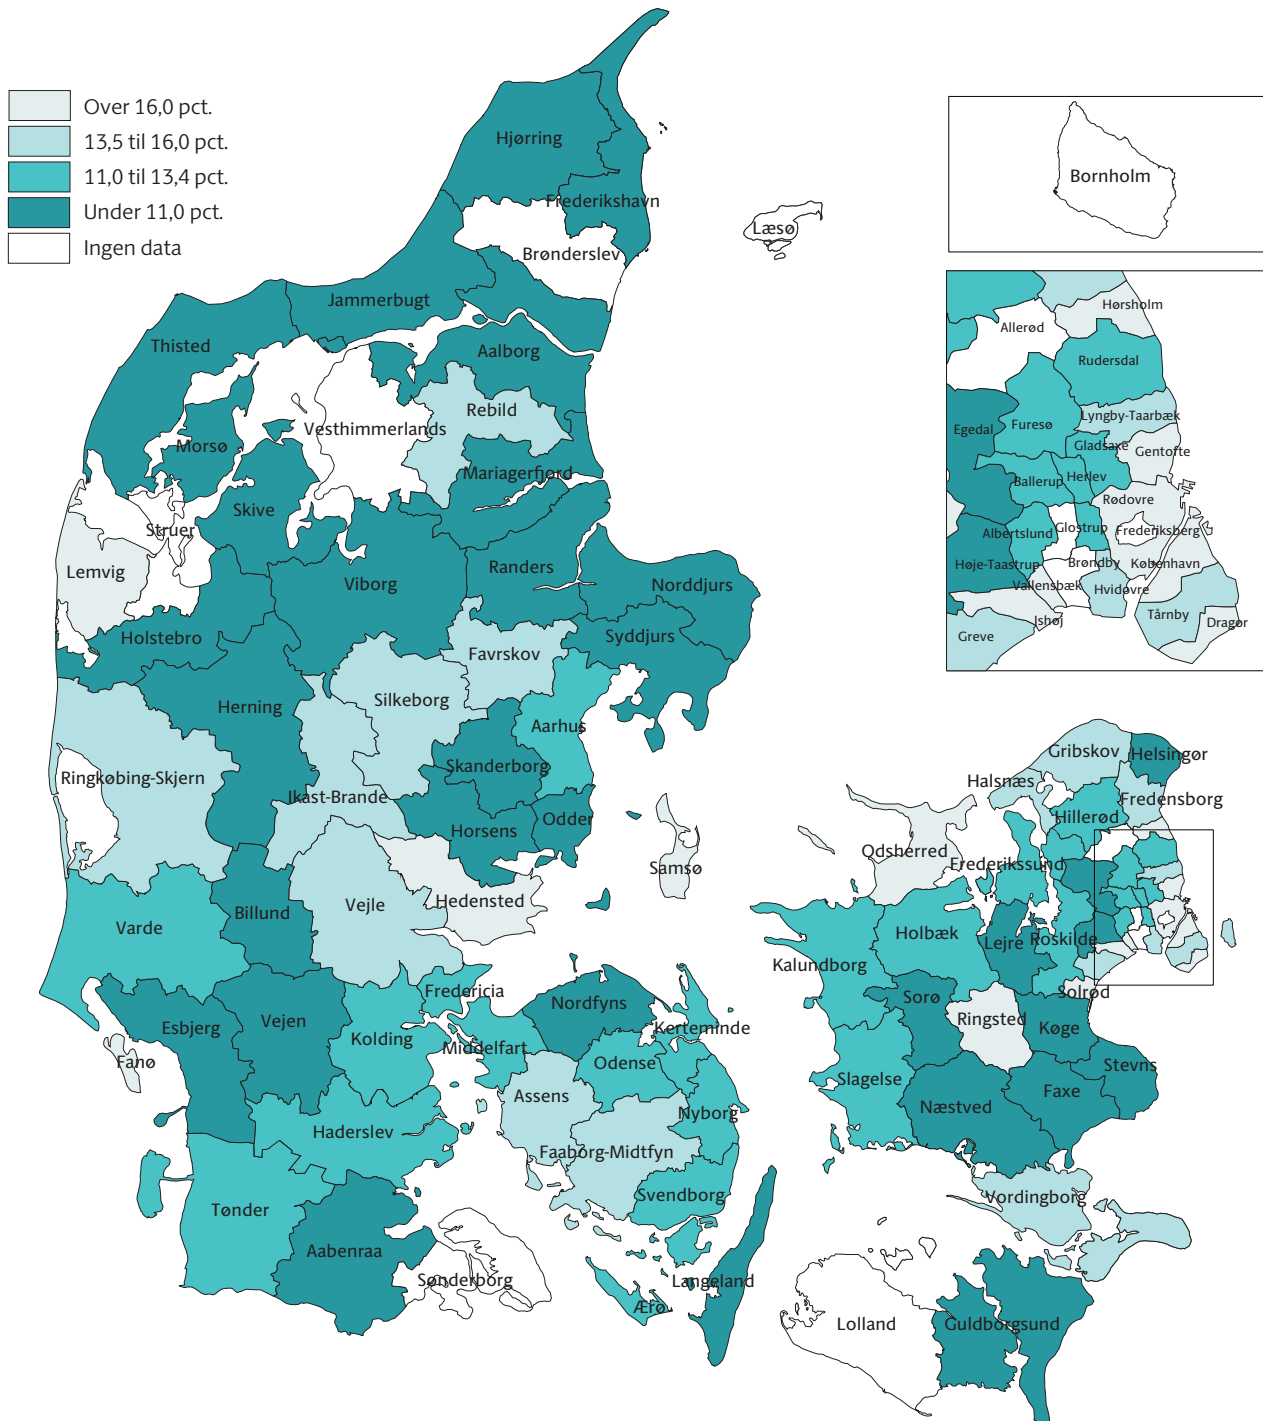 Over 16,0 pct.
13,5 til 16,0 pct.
11,0 til 13,4 pct.
Under 11,0 pct.
Ingen data
Hjørring
Frederikshavn
Brønderslev
Læsø
Jammerbugt
Thisted
Aalborg
Rebild
Vesthimmerlands
Morsø
Mariagerfjord
Skive
Struer
Lemvig
Viborg
Randers
Norddjurs
Holstebro
Syddjurs
Favrskov
Silkeborg
Herning
Aarhus
Ringkøbing-Skjern
Skanderborg
Ikast-Brande
Horsens
Odder
Samsø
Hedensted
Vejle
Billund
Varde
Fredericia
Nordfyns
Esbjerg
Vejen
Kolding
Middelfart
Kerteminde
Fanø
Odense
Assens
Nyborg
Haderslev
Faaborg-Midtfyn
Svendborg
Tønder
Aabenraa
Sønderborg
Langeland
Ærø
Bornholm
Hørsholm
Allerød
Rudersdal
Lyngby-Taarbæk
Egedal
Furesø
Gladsaxe
Gentofte
Ballerup
Herlev
Rødovre
Albertslund
Glostrup
Frederiksberg
Høje-Taastrup
Brøndby
København
Vallensbæk
Hvidovre
Ishøj
Tårnby
Dragør
Greve
Gribskov
Helsingør
Halsnæs
Fredensborg
Hillerød
Odsherred
Frederikssund
Holbæk
Lejre
Roskilde
Kalundborg
Solrød
Sorø
Ringsted
Køge
Stevns
Slagelse
Faxe
Næstved
Vordingborg
Lolland
Guldborgsund